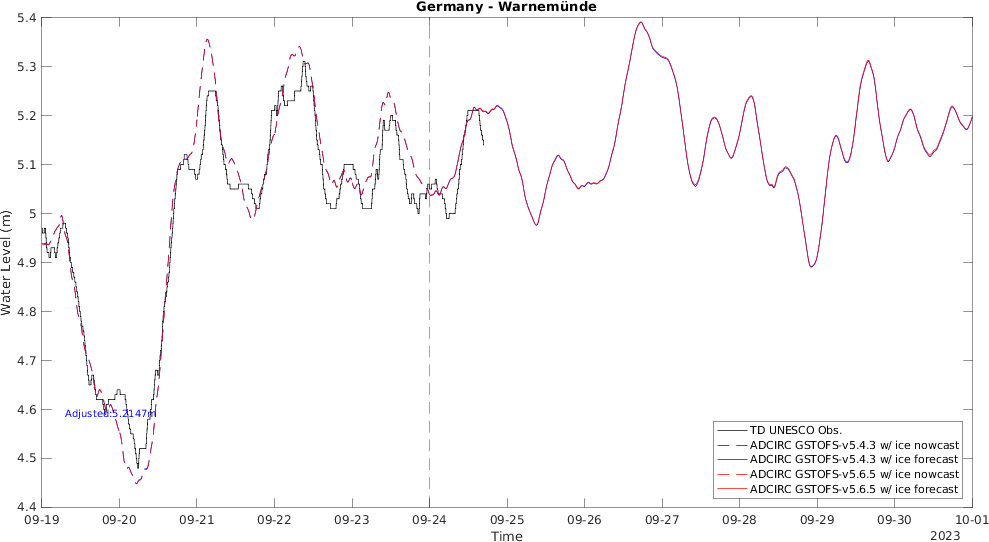 Germany - Warnemünde
5.4
5.3
5.2
5.1
5
4.9
4.8
4.7
4.6
4.5
4.4
Water Level (m)
Adjusted:5.2147m
TD UNESCO Obs.
ADCIRC GSTOFS-v5.4.3 w/ ice nowcast
ADCIRC GSTOFS-v5.4.3 w/ ice forecast
ADCIRC GSTOFS-v5.6.5 w/ ice nowcast
ADCIRC GSTOFS-v5.6.5 w/ ice forecast
09-19 09-20 09-21 09-22 09-23 09-24 09-25 09-26 09-27 09-28 09-29 09-30 10-01
Time
2023